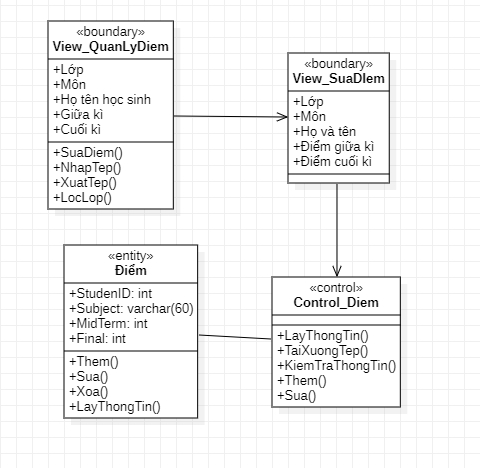 «boundary»
View_QuanLyDiem
+Lớp
+Môn
+Họ tên học sinh
+Giữa kì
+Cuối kì
+SuaDiem()
+NhapTep()
+XuatTep()
+LocLop()
«boundary»
View_SuaDIem
+Lớp
+Môn
+Họ và tên
+Điểm giữa kì
+Điểm cuối kì
«entity»
Điểm
+StudenID: int
+Subject: varchar(60)
+MidTerm: int
+Final: int
+Them()
+Sua()
+Xoa()
+LayThongTin()
«control»
Control_Diem
+LayThongTin()
+TaiXuongTep()
+KiemTraThongTin()
+Them()
+Sua()